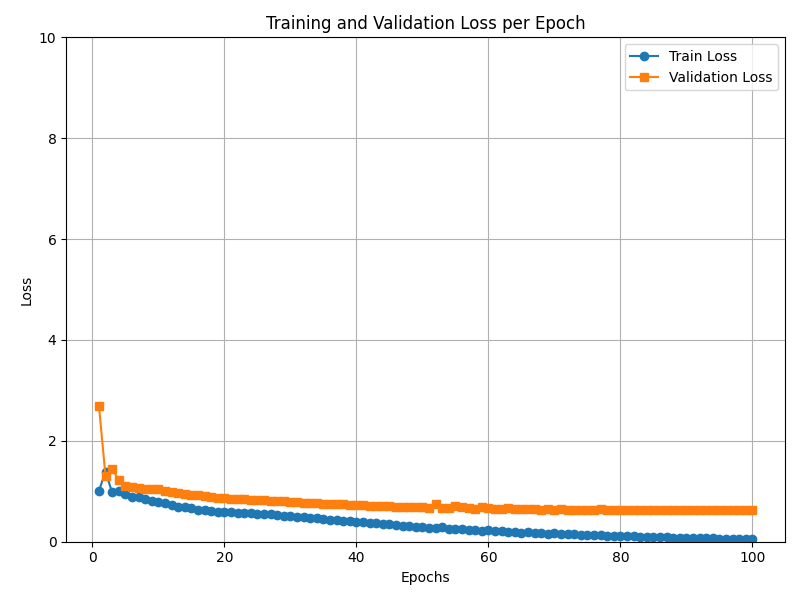 Training and Validation Loss per Epoch
10
8
6
4
2
0
Loss
Train Loss
Validation Loss
0 20 40 60 80 100
Epochs